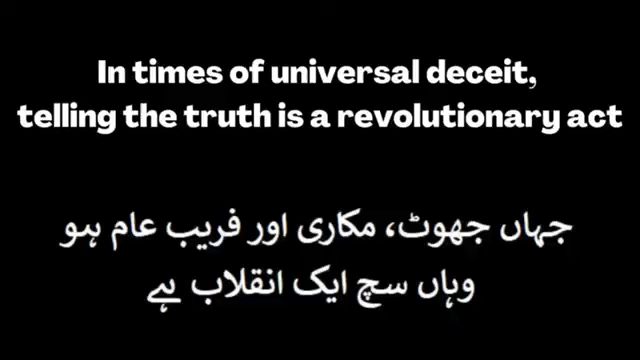 In times of universal deceit,
telling the truth is a revolutionary act
جہاں جھوٹ، مکاری اور فریب عام ہو
وہاں سچ ایک انقلاب ہے